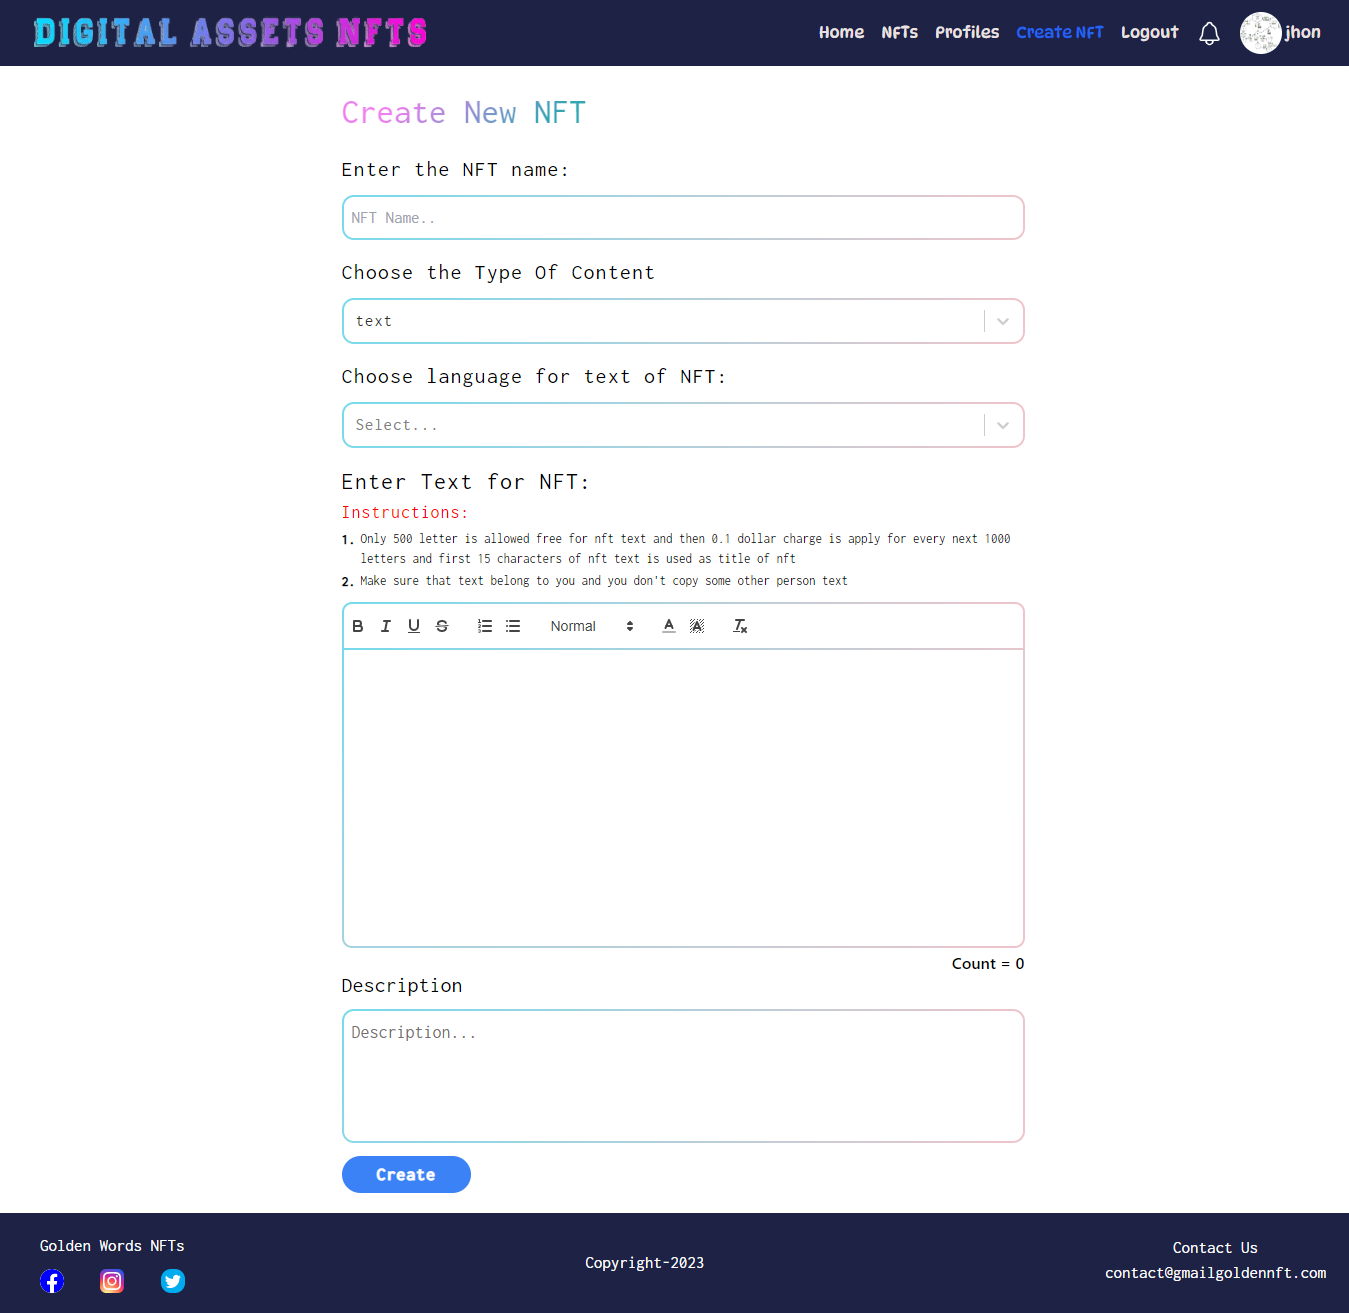 DIGITAL ASSETS NFTS
Home NFTs Profiles Create NFT Logout jhon
Create New NFT
Enter the NFT name:
NFT Name..
Choose the Type Of Content
text
Choose language for text of NFT:
Select...
Enter Text for NFT:
Instructions:
1. Only 500 letter is allowed free for nft text and then 0.1 dollar charge is apply for every next 1000
letters and first 15 characters of nft text is used as title of nft
2. Make sure that text belong to you and you don't copy some other person text
B I U S Normal A A Tx
Count = 0
Description
Description...
Create
Golden Words NFTs
Copyright-2023
Contact Us
contact@gmailgoldennft.com